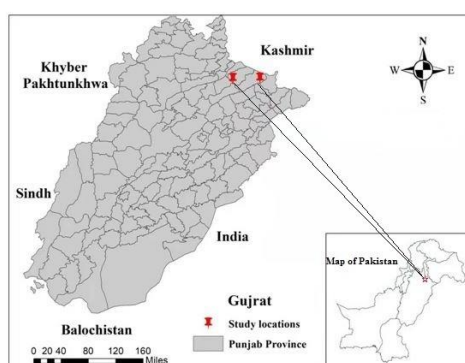 Kashmir
Khyber
Pakhtunkhwa
N
W E
S
Sindh
India
Map of Pakistan
Gujrat
Study locations
Punjab Province
Balochistan
0 20 40 80 120 160
Miles